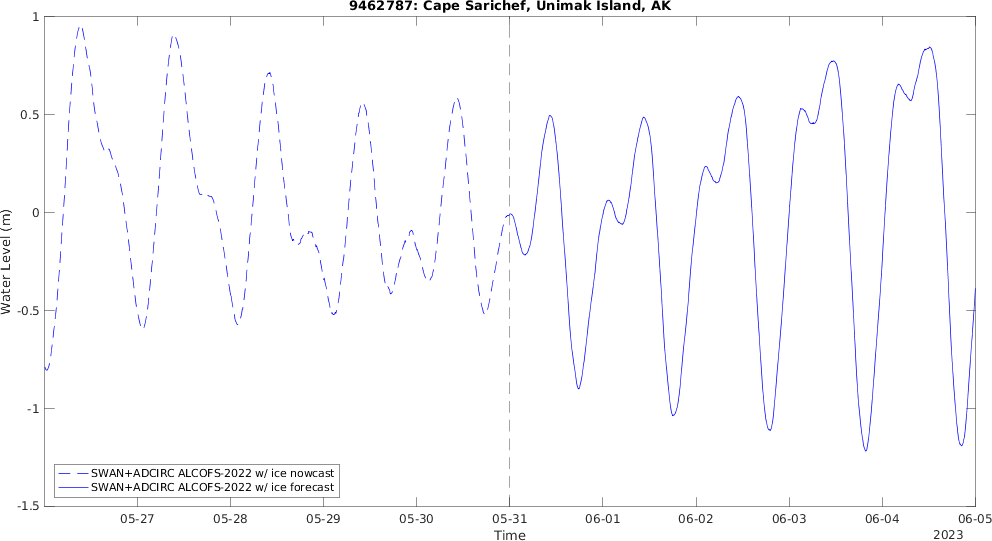 9462787: Cape Sarichef, Unimak Island, AK
1
0.5
0
-0.5
-1
-1.5
Water Level (m)
SWAN+ADCIRC ALCOFS-2022 w/ ice nowcast
SWAN+ADCIRC ALCOFS-2022 w/ ice forecast
05-27 05-28 05-29 05-30 05-31 06-01 06-02 06-03 06-04 06-05
Time
2023